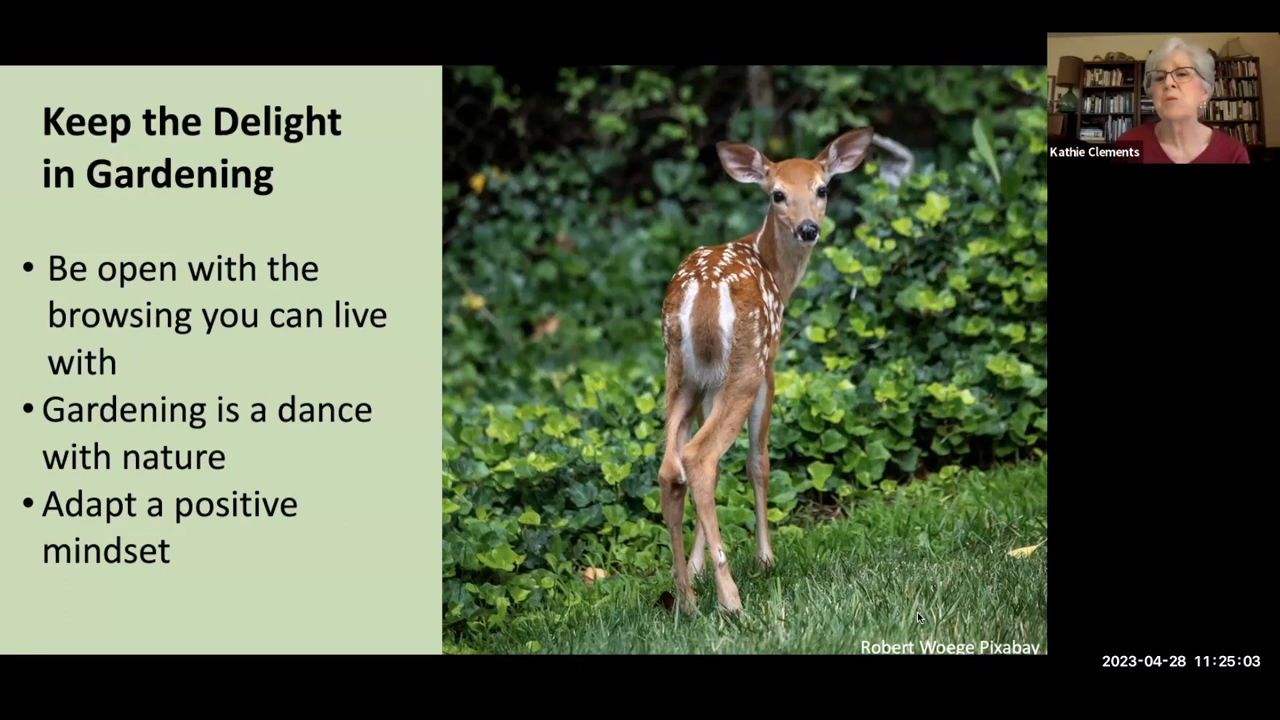 Keep the Delight
in Gardening
• Be open with the
browsing you can live
with
• Gardening is a dance
with nature
• Adapt a positive
mindset
Robert Woege Pixabay
Kathie Clements
2023-04-28 11:25:03